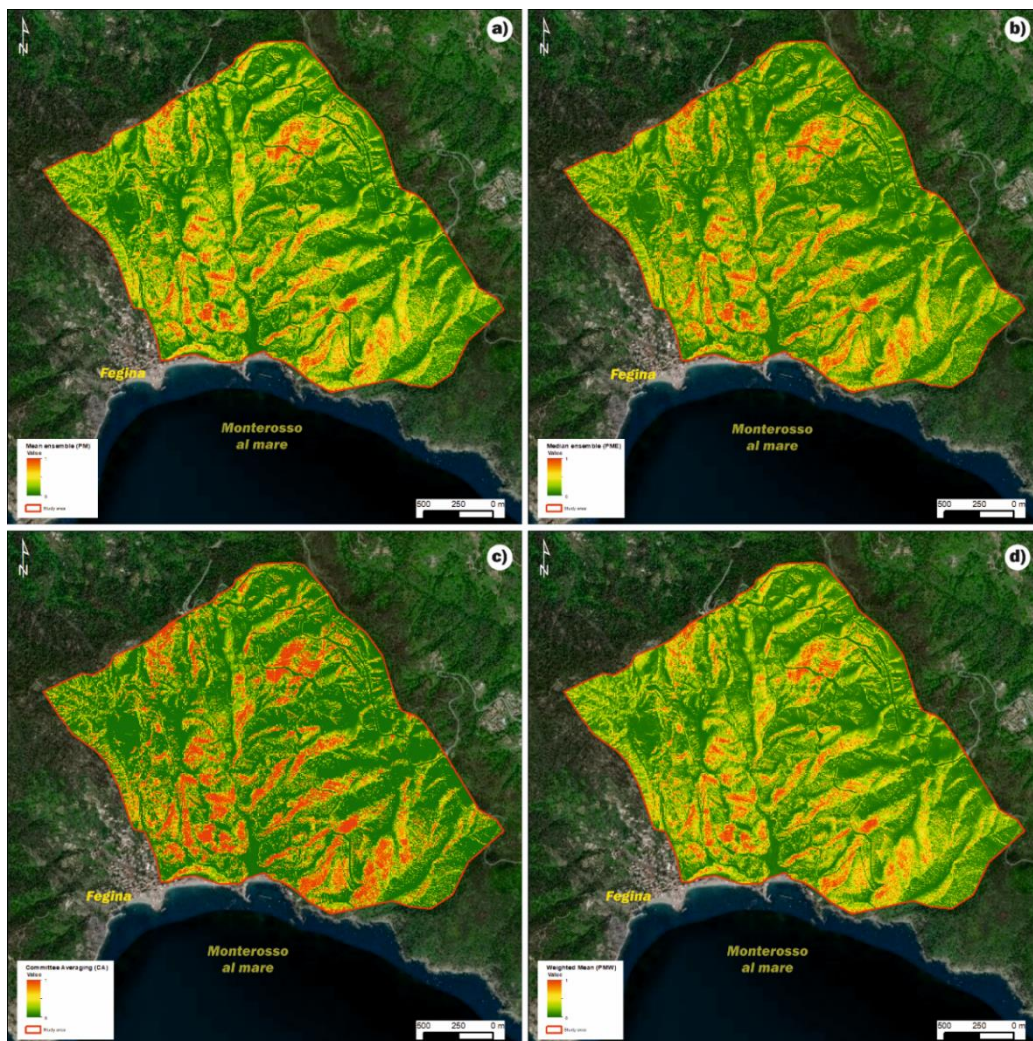 a)
N
Fegina
Monterosso
al mare
Mean ensemble (PM)
Value
1
0
Study area
500 250 0 m
b)
N
Fegina
Monterosso
al mare
Median ensemble (PME)
Value
1
0
Study area
500 250 0 m
c)
N
Fegina
Monterosso
al mare
Committee Averaging (CA)
Value
1
0
Study area
500 250 0 m
d)
N
Fegina
Monterosso
al mare
Weighted Mean (PMW)
Value
1
0
Study area
500 250 0 m